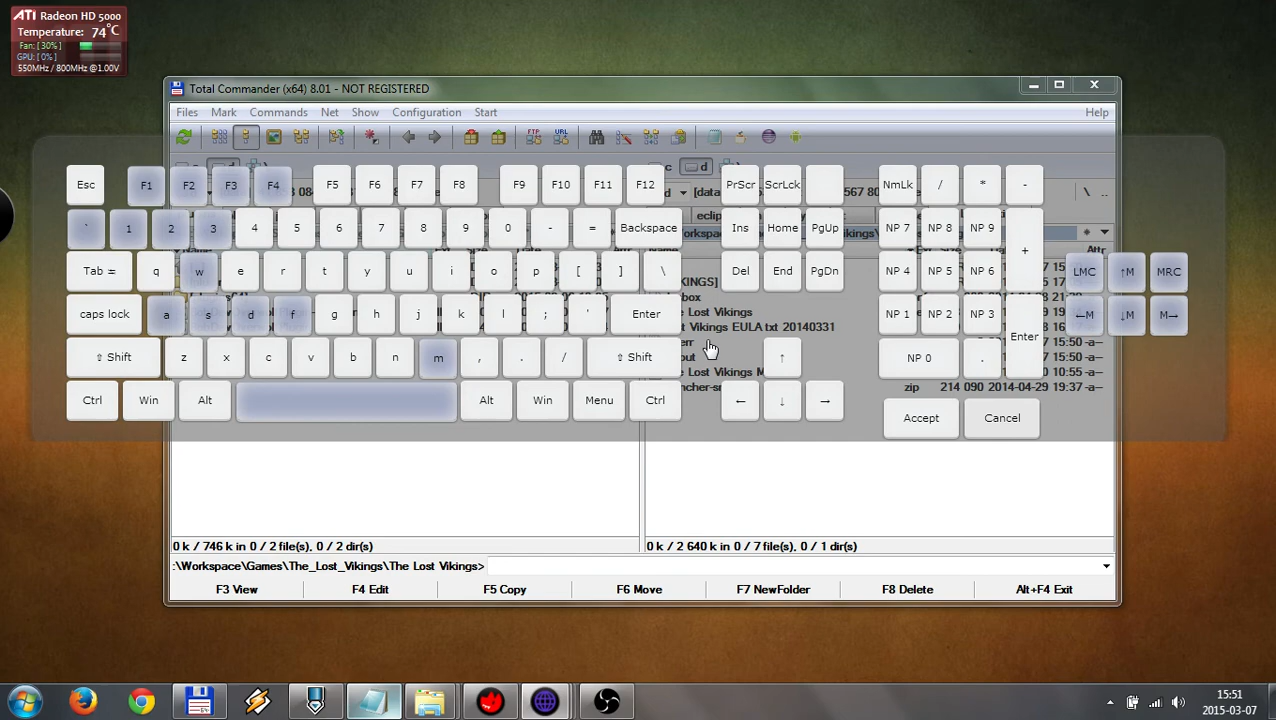 ATI Radeon HD 5000
Temperature: 74°C
Fan: [ 30% ]
GPU: [ 0% ]
550MHz / 800MHz @1.00V
Total Commander (x64) 8.01 - NOT REGISTERED
Files Mark Commands Net Show Configuration Start Help
FTP URL
c d
Esc F1 F2 F3 F4 F5 F6 F7 F8 F9 F10 F11 F12 PrScr ScrLck NmLk / * -
` 1 2 3 4 5 6 7 8 9 0 - = Backspace Ins Home PgUp NP 7 NP 8 NP 9 +
Tab = q w e r t y u i o p [ ] \ Del End PgDn NP 4 NP 5 NP 6 LMC ↑M MRC
caps lock a s d f g h j k l ; ' Enter NP 1 NP 2 NP 3 Enter ←M ↓M M→
⇧ Shift z x c v b n m , . / ⇧ Shift ↑ NP 0 .
Ctrl Win Alt Alt Win Menu Ctrl ← ↓ →
Accept Cancel
Lost Vikings
Vikings EULA txt 20140331
zip 214 090 2014-04-29 19:37 -a--
0 k / 746 k in 0 / 2 file(s), 0 / 2 dir(s)
0 k / 2 640 k in 0 / 7 file(s), 0 / 1 dir(s)
:\Workspace\Games\The_Lost_Vikings\The Lost Vikings>
F3 View F4 Edit F5 Copy F6 Move F7 NewFolder F8 Delete Alt+F4 Exit
15:51
2015-03-07